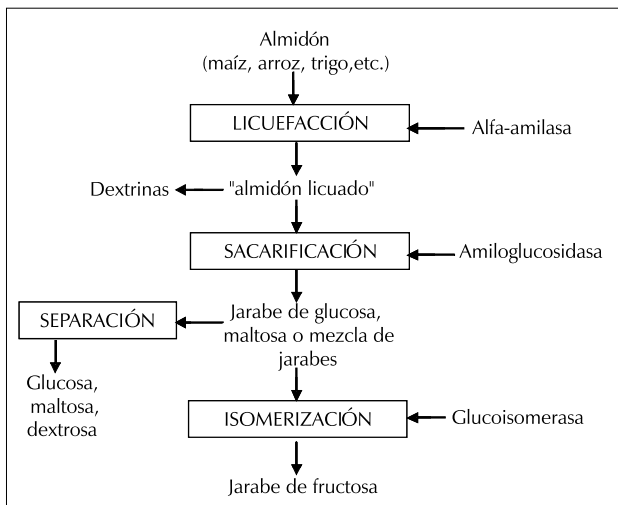 Almidón
(maíz, arroz, trigo,etc.)
LICUEFACCIÓN
Alfa-amilasa
Dextrinas
"almidón licuado"
SACARIFICACIÓN
Amiloglucosidasa
SEPARACIÓN
Jarabe de glucosa,
maltosa o mezcla de
jarabes
Glucosa,
maltosa,
dextrosa
ISOMERIZACIÓN
Glucoisomerasa
Jarabe de fructosa